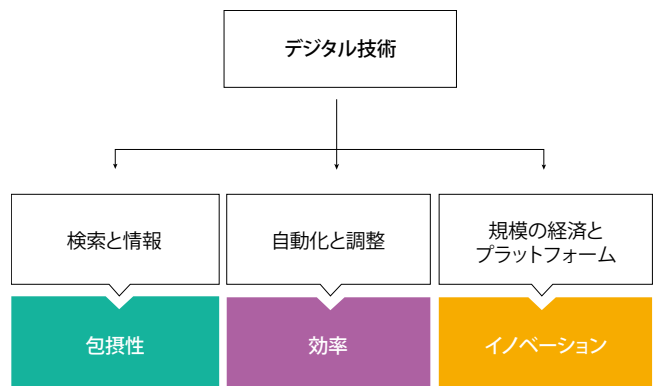 デジタル技術
検索と情報
自動化と調整
規模の経済と
プラットフォーム
包摂性
効率
イノベーション